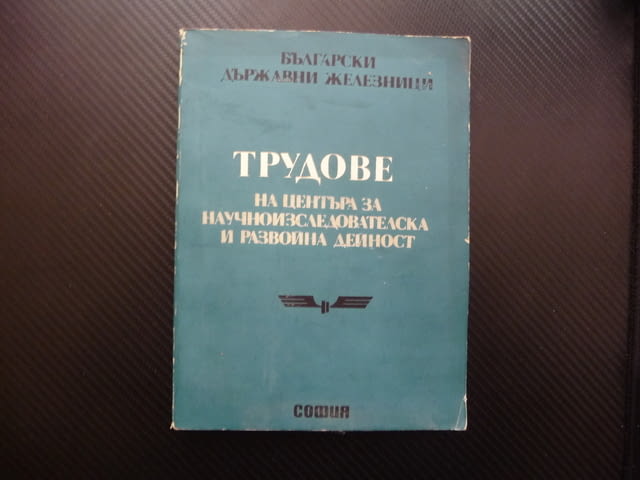 БЪЛГАРСКИ
ДЪРЖАВНИ ЖЕЛЕЗНИЦИ
ТРУДОВЕ
НА ЦЕНТЪРА ЗА
НАУЧНОИЗСЛЕДОВАТЕЛСКА
И РАЗВОЙНА ДЕЙНОСТ
СОФИЯ